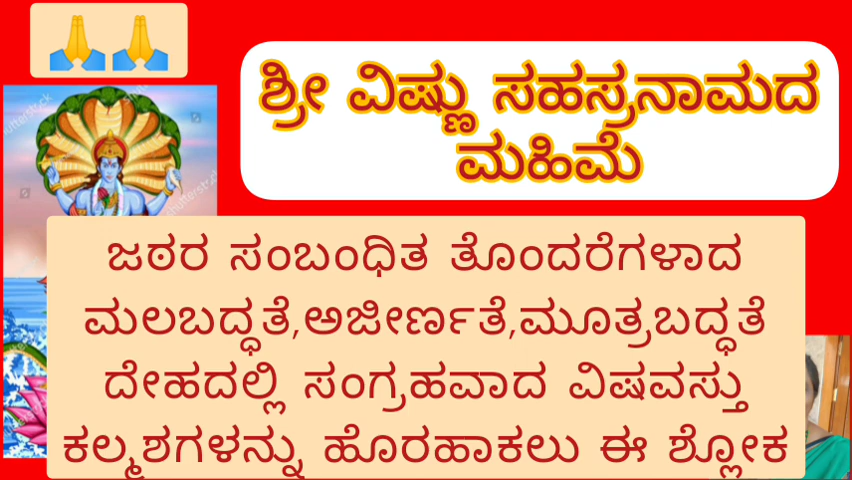 🙏🙏
ಶ್ರೀ ವಿಷ್ಣು ಸಹಸ್ರನಾಮದ
ಮಹಿಮೆ
ಜಠರ ಸಂಬಂಧಿತ ತೊಂದರೆಗಳಾದ
ಮಲಬದ್ಧತೆ,ಅಜೀರ್ಣತೆ,ಮೂತ್ರಬದ್ಧತೆ
ದೇಹದಲ್ಲಿ ಸಂಗ್ರಹವಾದ ವಿಷವಸ್ತು
ಕಲ್ಮಶಗಳನ್ನು ಹೊರಹಾಕಲು ಈ ಶ್ಲೋಕ